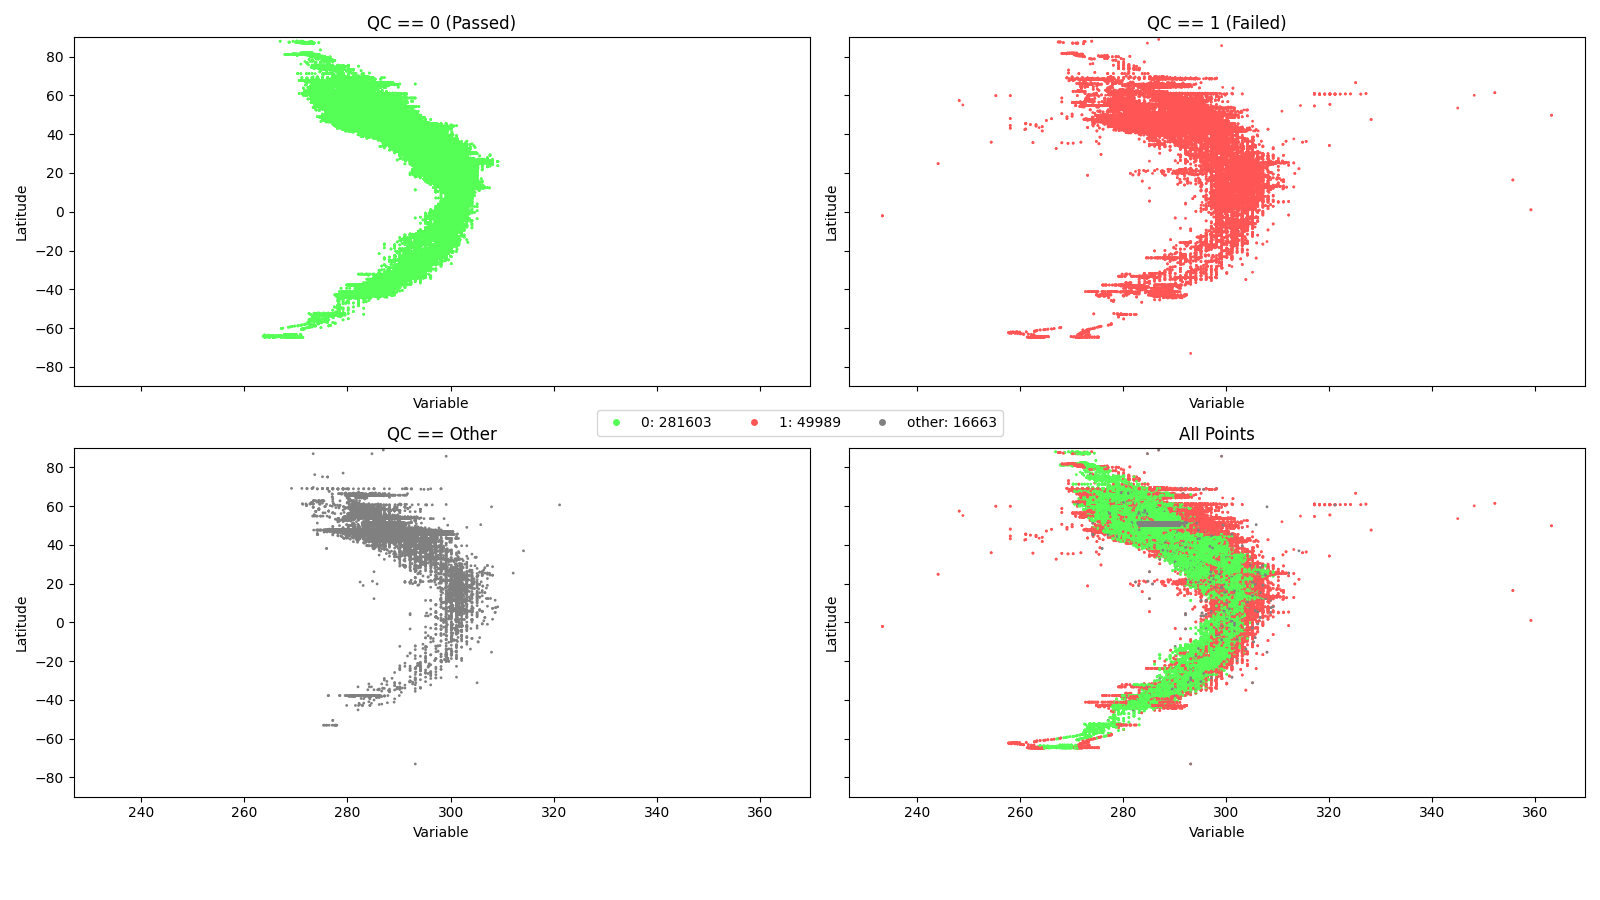 QC == 0 (Passed)
QC == 1 (Failed)
80
60
40
20
0
−20
−40
−60
−80
Latitude
Latitude
Variable
Variable
0: 281603
1: 49989
other: 16663
QC == Other
All Points
80
60
40
20
0
−20
−40
−60
−80
Latitude
Latitude
240 260 280 300 320 340 360
240 260 280 300 320 340 360
Variable
Variable